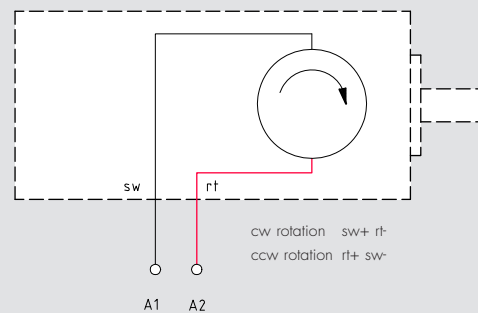 sw rt
cw rotation sw+ rt-
ccw rotation rt+ sw-
A1 A2